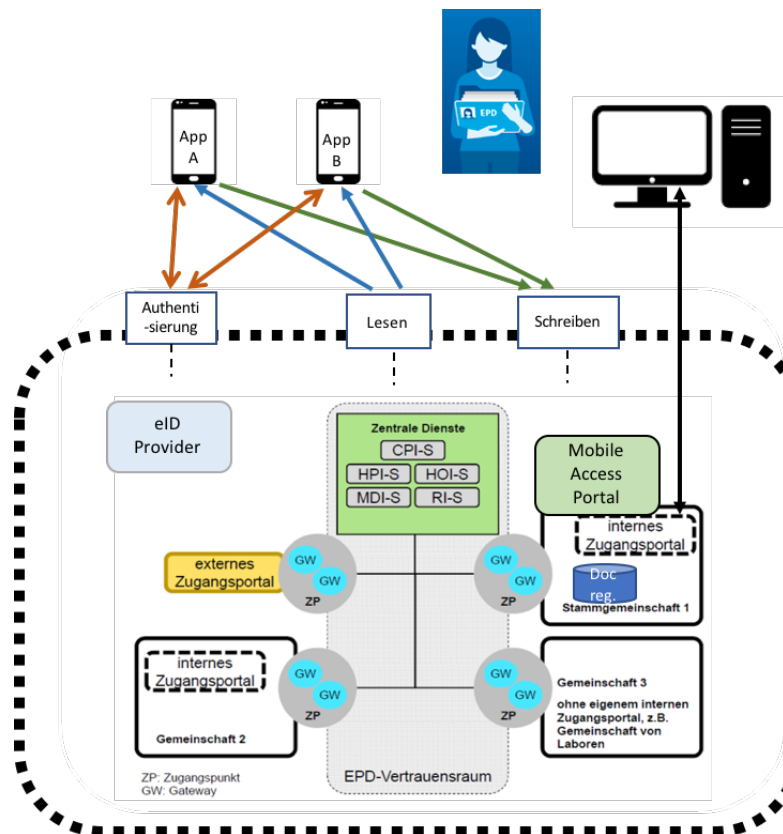 App
A
App
B
EPD
Authenti
-sierung
Lesen
Schreiben
eID
Provider
Zentrale Dienste
CPI-S
HPI-S
HOI-S
MDI-S
RI-S
Mobile
Access
Portal
internes
Zugangsportal
Doc
reg.
Stammgemeinschaft 1
externes
Zugangsportal
GW
GW
ZP
GW
GW
ZP
internes
Zugangsportal
Gemeinschaft 2
GW
GW
ZP
GW
GW
ZP
Gemeinschaft 3
ohne eigenem internen
Zugangsportal, z.B.
Gemeinschaft von
Laboren
ZP: Zugangspunkt
GW: Gateway
EPD-Vertrauensraum